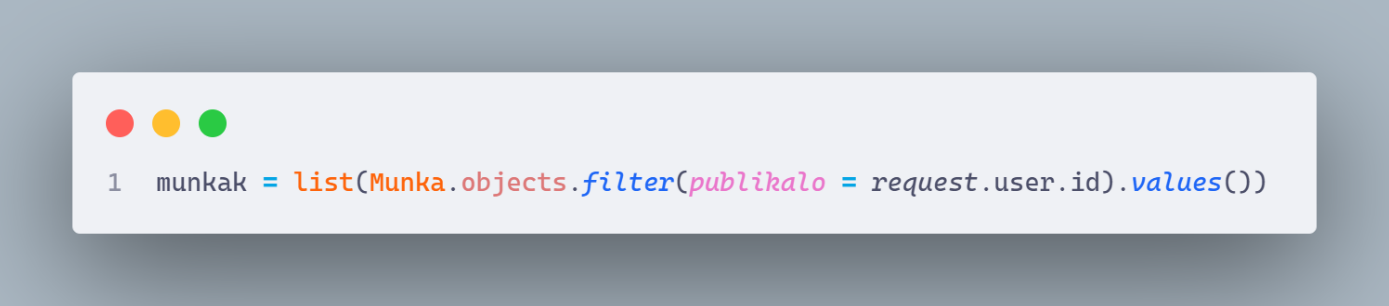 1 munkak = list(Munka.objects.filter(publikalo = request.user.id).values())